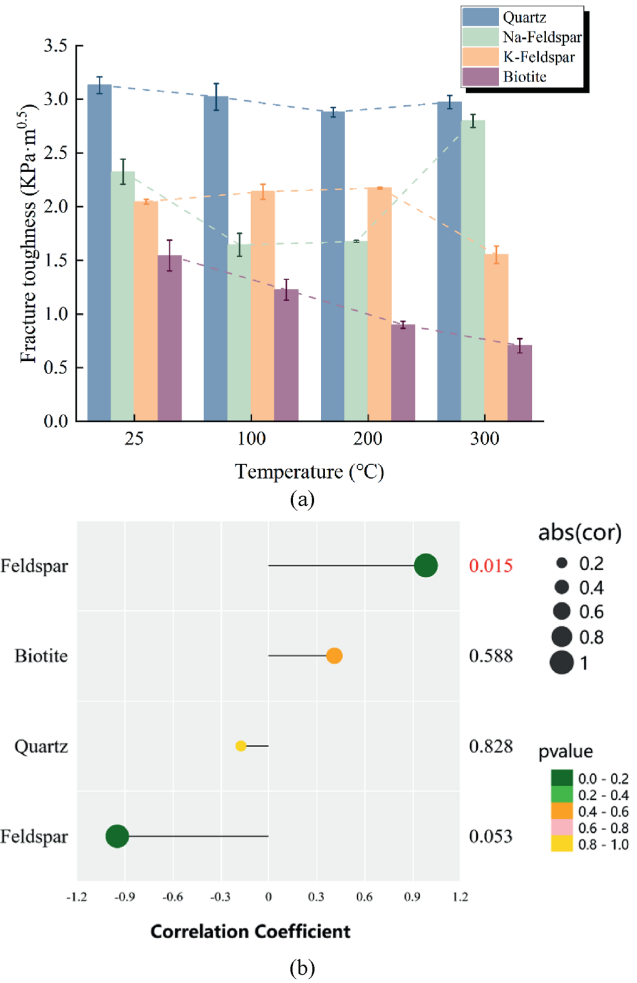 (a)
Quartz
Na-Feldspar
K-Feldspar
Biotite
3.5
3.0
2.5
2.0
1.5
1.0
0.5
0.0
Fracture toughness (KPa·m0.5)
25 100 200 300
Temperature (℃)
(a)
Feldspar 0.015
Biotite 0.588
Quartz 0.828
Feldspar 0.053
-1.2 -0.9 -0.6 -0.3 0 0.3 0.6 0.9 1.2
Correlation Coefficient
abs(cor)
0.2
0.4
0.6
0.8
1
pvalue
0.0 - 0.2
0.2 - 0.4
0.4 - 0.6
0.6 - 0.8
0.8 - 1.0
(b)